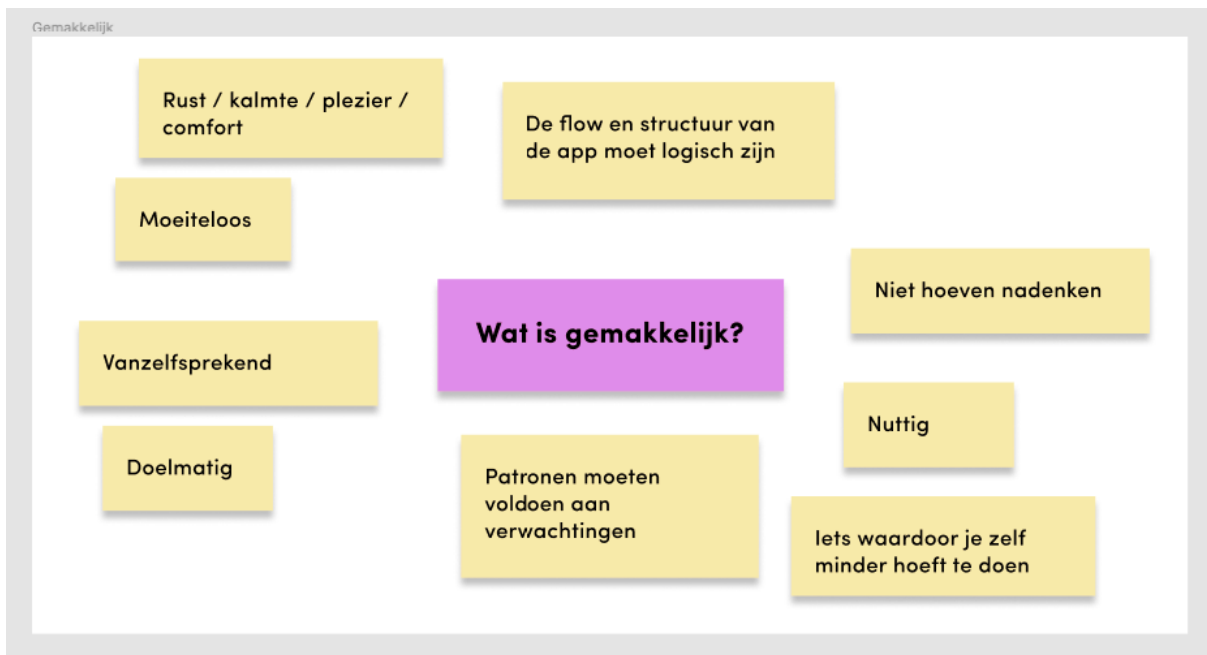 Gemakkelijk
Rust / kalmte / plezier /
comfort
De flow en structuur van
de app moet logisch zijn
Moeiteloos
Niet hoeven nadenken
Wat is gemakkelijk?
Vanzelfsprekend
Nuttig
Doelmatig
Patronen moeten
voldoen aan
verwachtingen
Iets waardoor je zelf
minder hoeft te doen